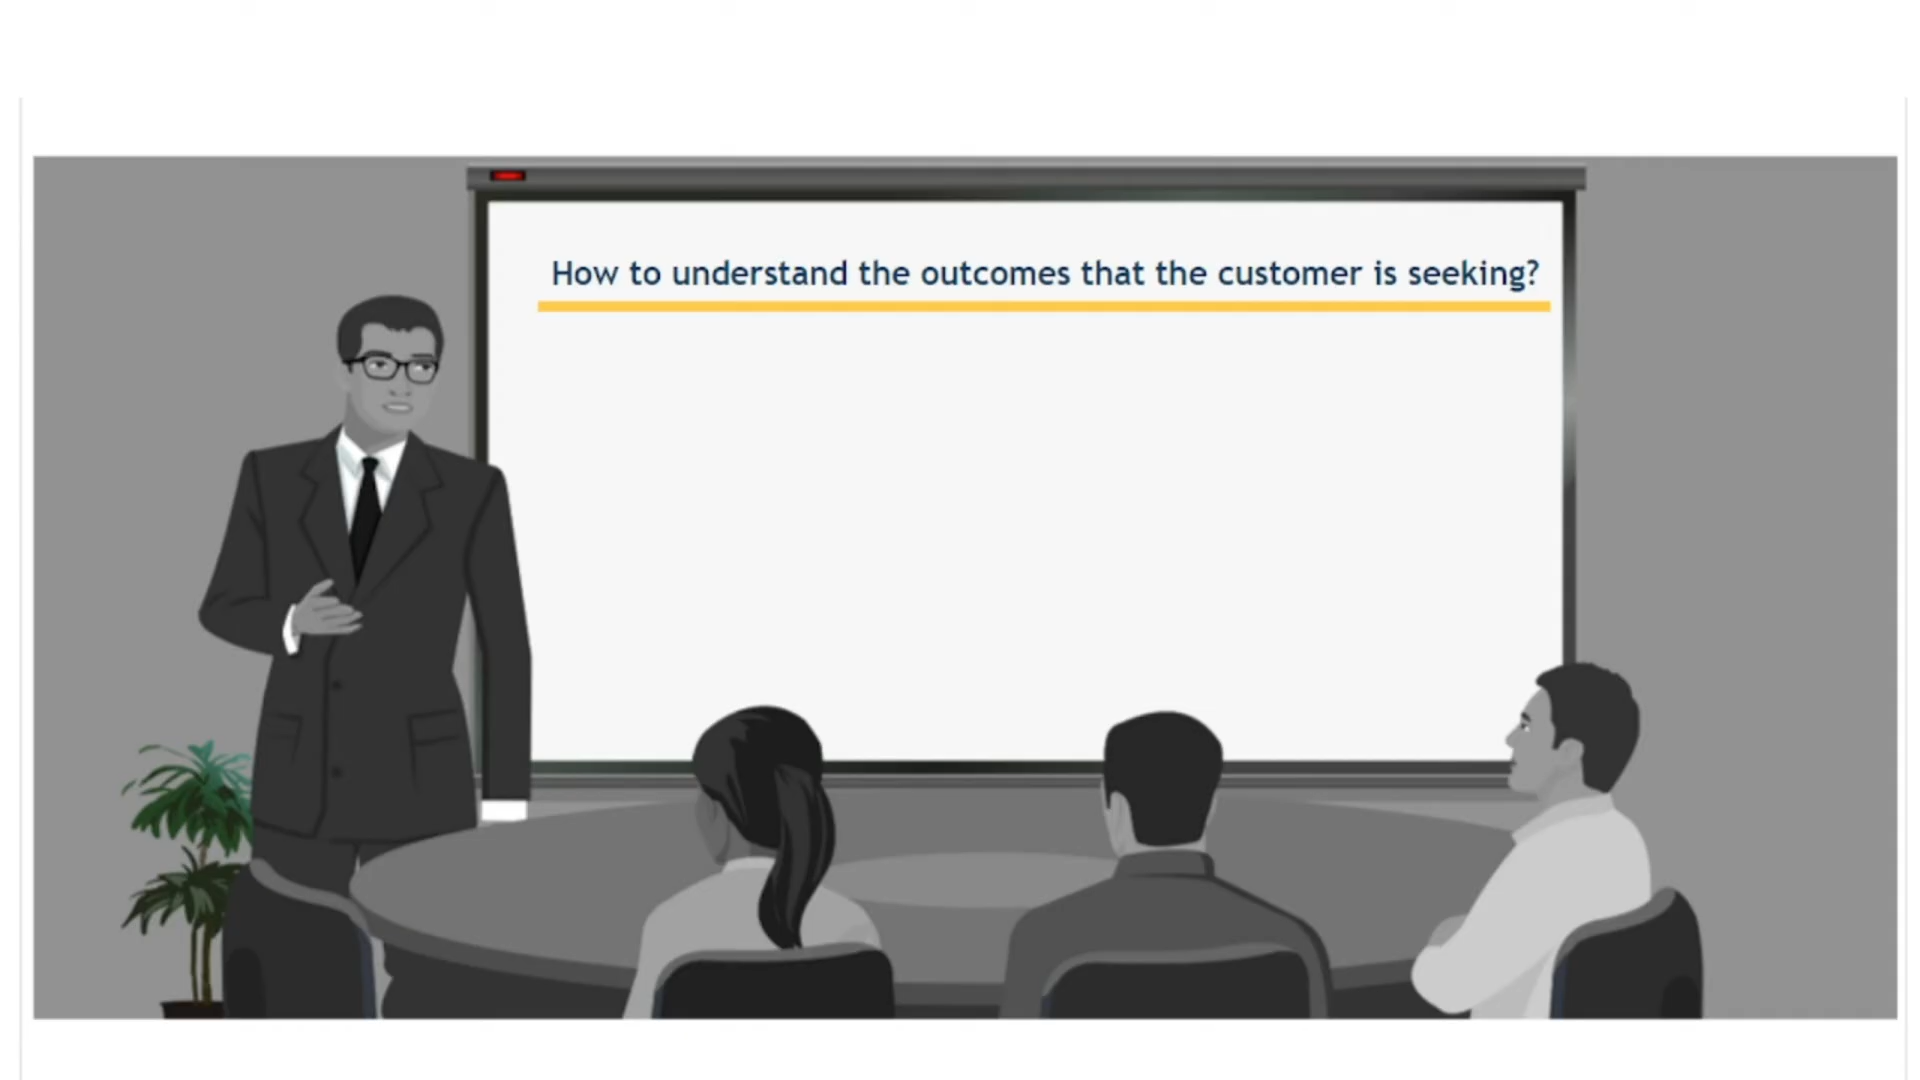 How to understand the outcomes that the customer is seeking?